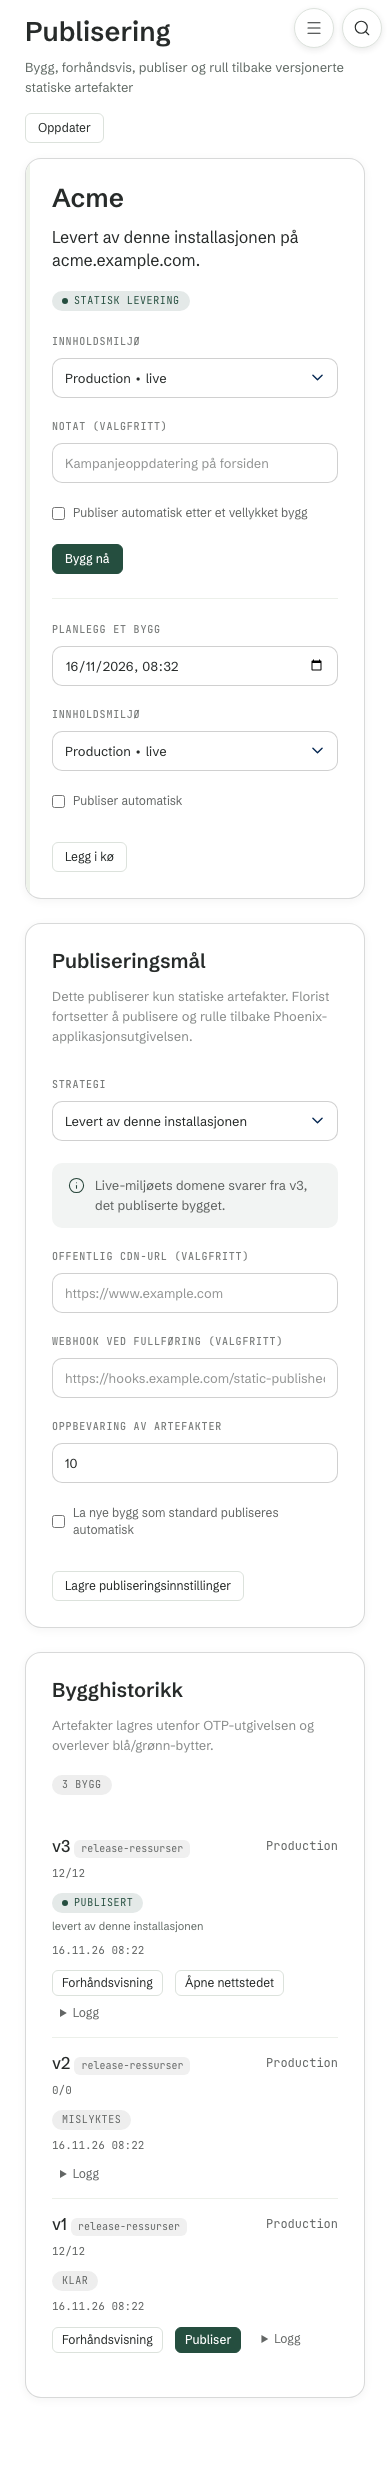 Publisering
Bygg, forhåndsvis, publiser og rull tilbake versjonerte
statiske artefakter
Oppdater
Acme
Levert av denne installasjonen på
acme.example.com.
STATISK LEVERING
INNHOLDSMILJØ
Production • live
NOTAT (VALGFRITT)
Kampanjeoppdatering på forsiden
Publiser automatisk etter et vellykket bygg
Bygg nå
PLANLEGG ET BYGG
16/11/2026, 08:32
INNHOLDSMILJØ
Production • live
Publiser automatisk
Legg i kø
Publiseringsmål
Dette publiserer kun statiske artefakter. Florist
fortsetter å publisere og rulle tilbake Phoenix-
applikasjonsutgivelsen.
STRATEGI
Levert av denne installasjonen
Live-miljøets domene svarer fra v3,
det publiserte bygget.
OFFENTLIG CDN-URL (VALGFRITT)
https://www.example.com
WEBHOOK VED FULLFØRING (VALGFRITT)
https://hooks.example.com/static-published
OPPBEVARING AV ARTEFAKTER
10
La nye bygg som standard publiseres
automatisk
Lagre publiseringsinnstillinger
Bygghistorikk
Artefakter lagres utenfor OTP-utgivelsen og
overlever blå/grønn-bytter.
3 BYGG
v3 release-ressurser Production
12/12
PUBLISERT
levert av denne installasjonen
16.11.26 08:22
Forhåndsvisning Åpne nettstedet
Logg
v2 release-ressurser Production
0/0
MISLYKTES
16.11.26 08:22
Logg
v1 release-ressurser Production
12/12
KLAR
16.11.26 08:22
Forhåndsvisning Publiser Logg